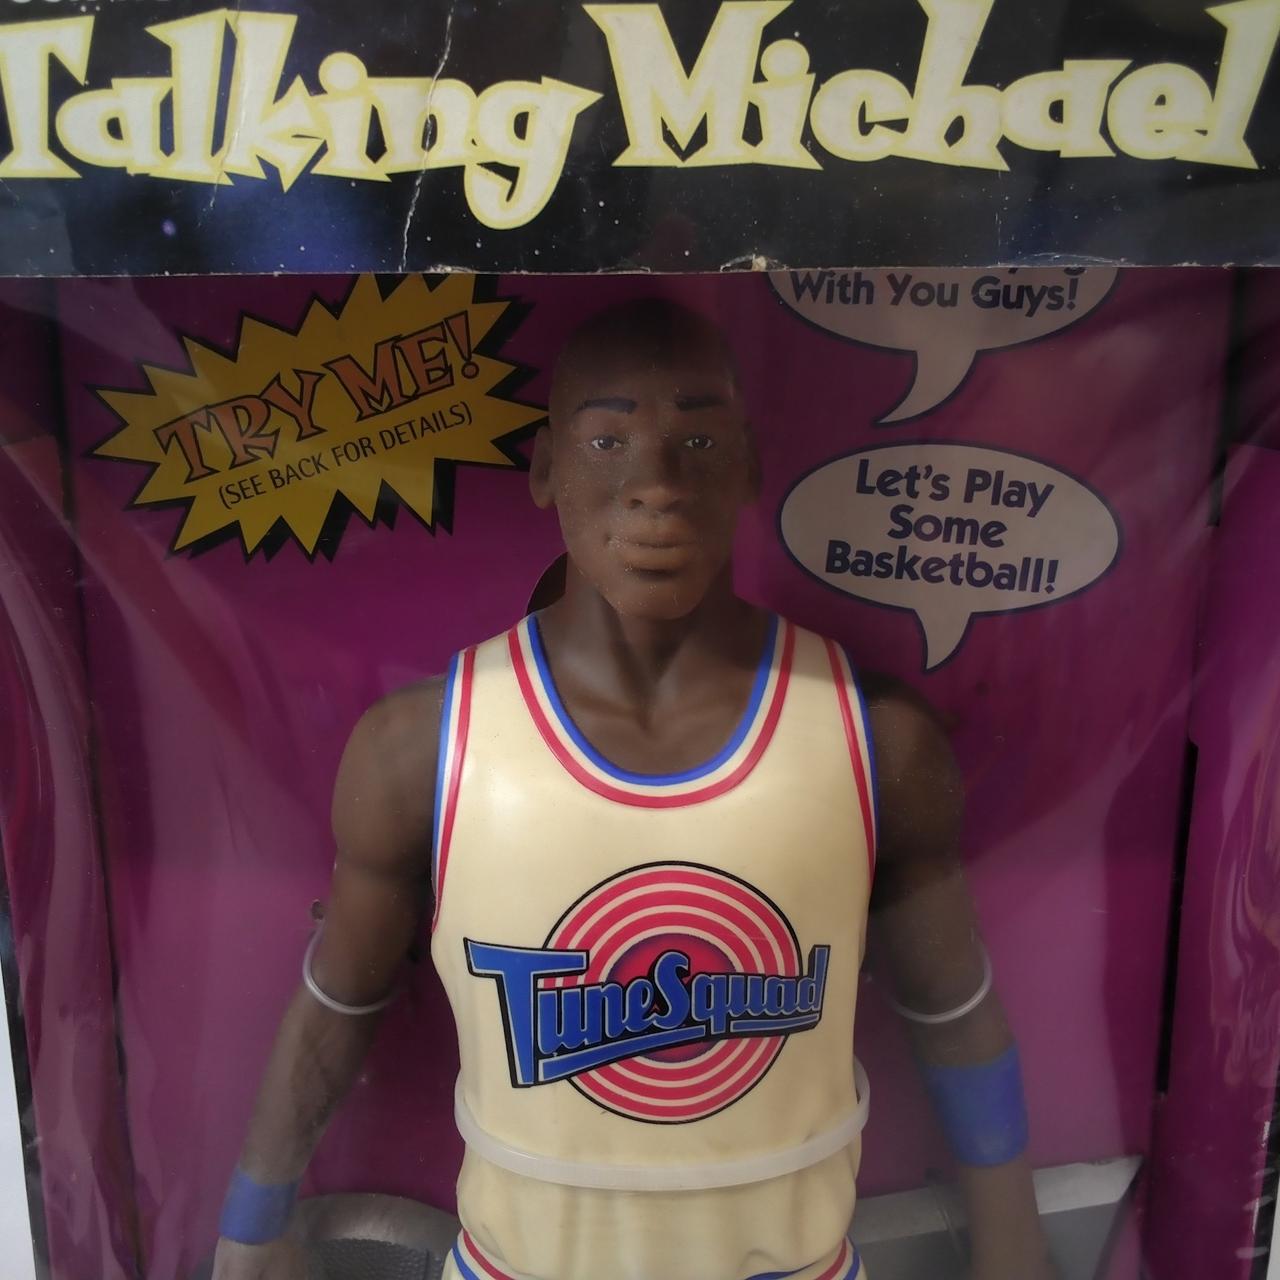 Talking Michael
TRY ME!
(SEE BACK FOR DETAILS)
With You Guys!
Let's Play
Some
Basketball!
TuneSquad